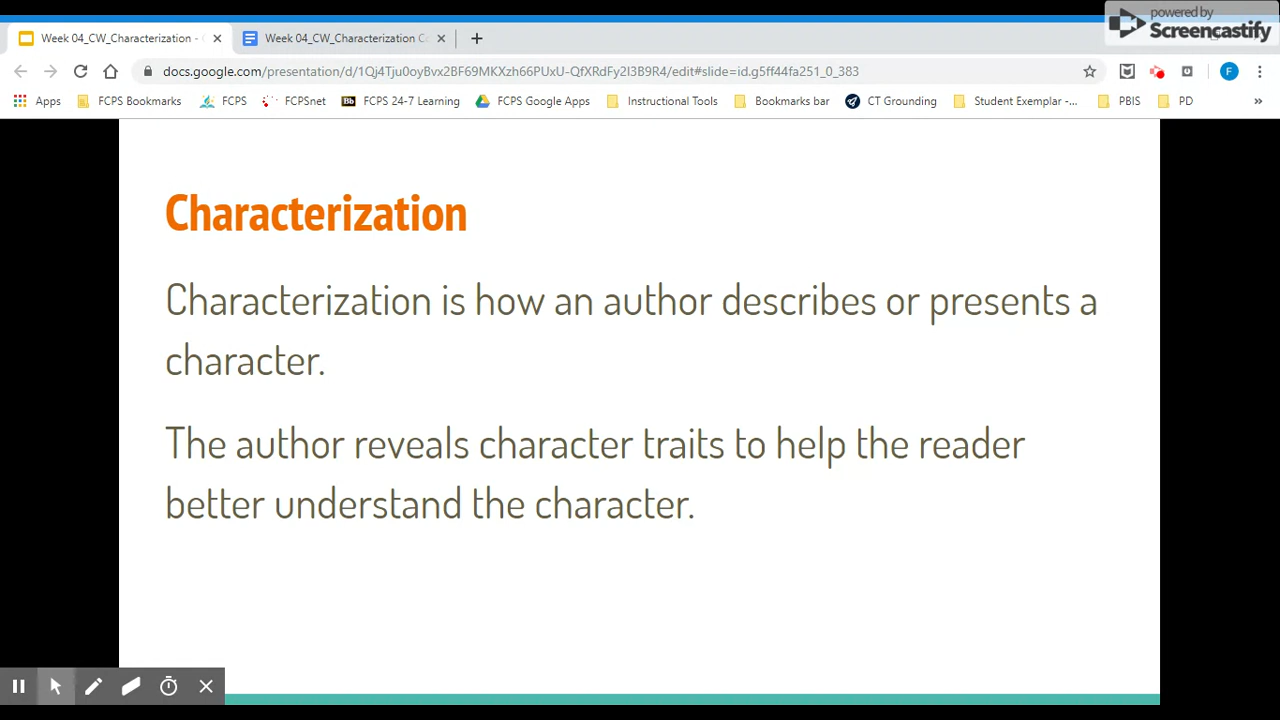 powered by
Screencastify
Week 04_CW_Characterization -
Week 04_CW_Characterization C
docs.google.com/presentation/d/1Qj4Tju0oyBvx2RF69MKXzh6PUxU-QfXRdFy2I3B9R4/edit#slide=id.g5ff44fa251_0_383
F
Apps FCPS Bookmarks FCPS FCPSnet Bb FCPS 24-7 Learning FCPS Google Apps Instructional Tools Bookmarks bar CT Grounding Student Exemplar -... PBIS PD »
Characterization
Characterization is how an author describes or presents a
character.
The author reveals character traits to help the reader
better understand the character.